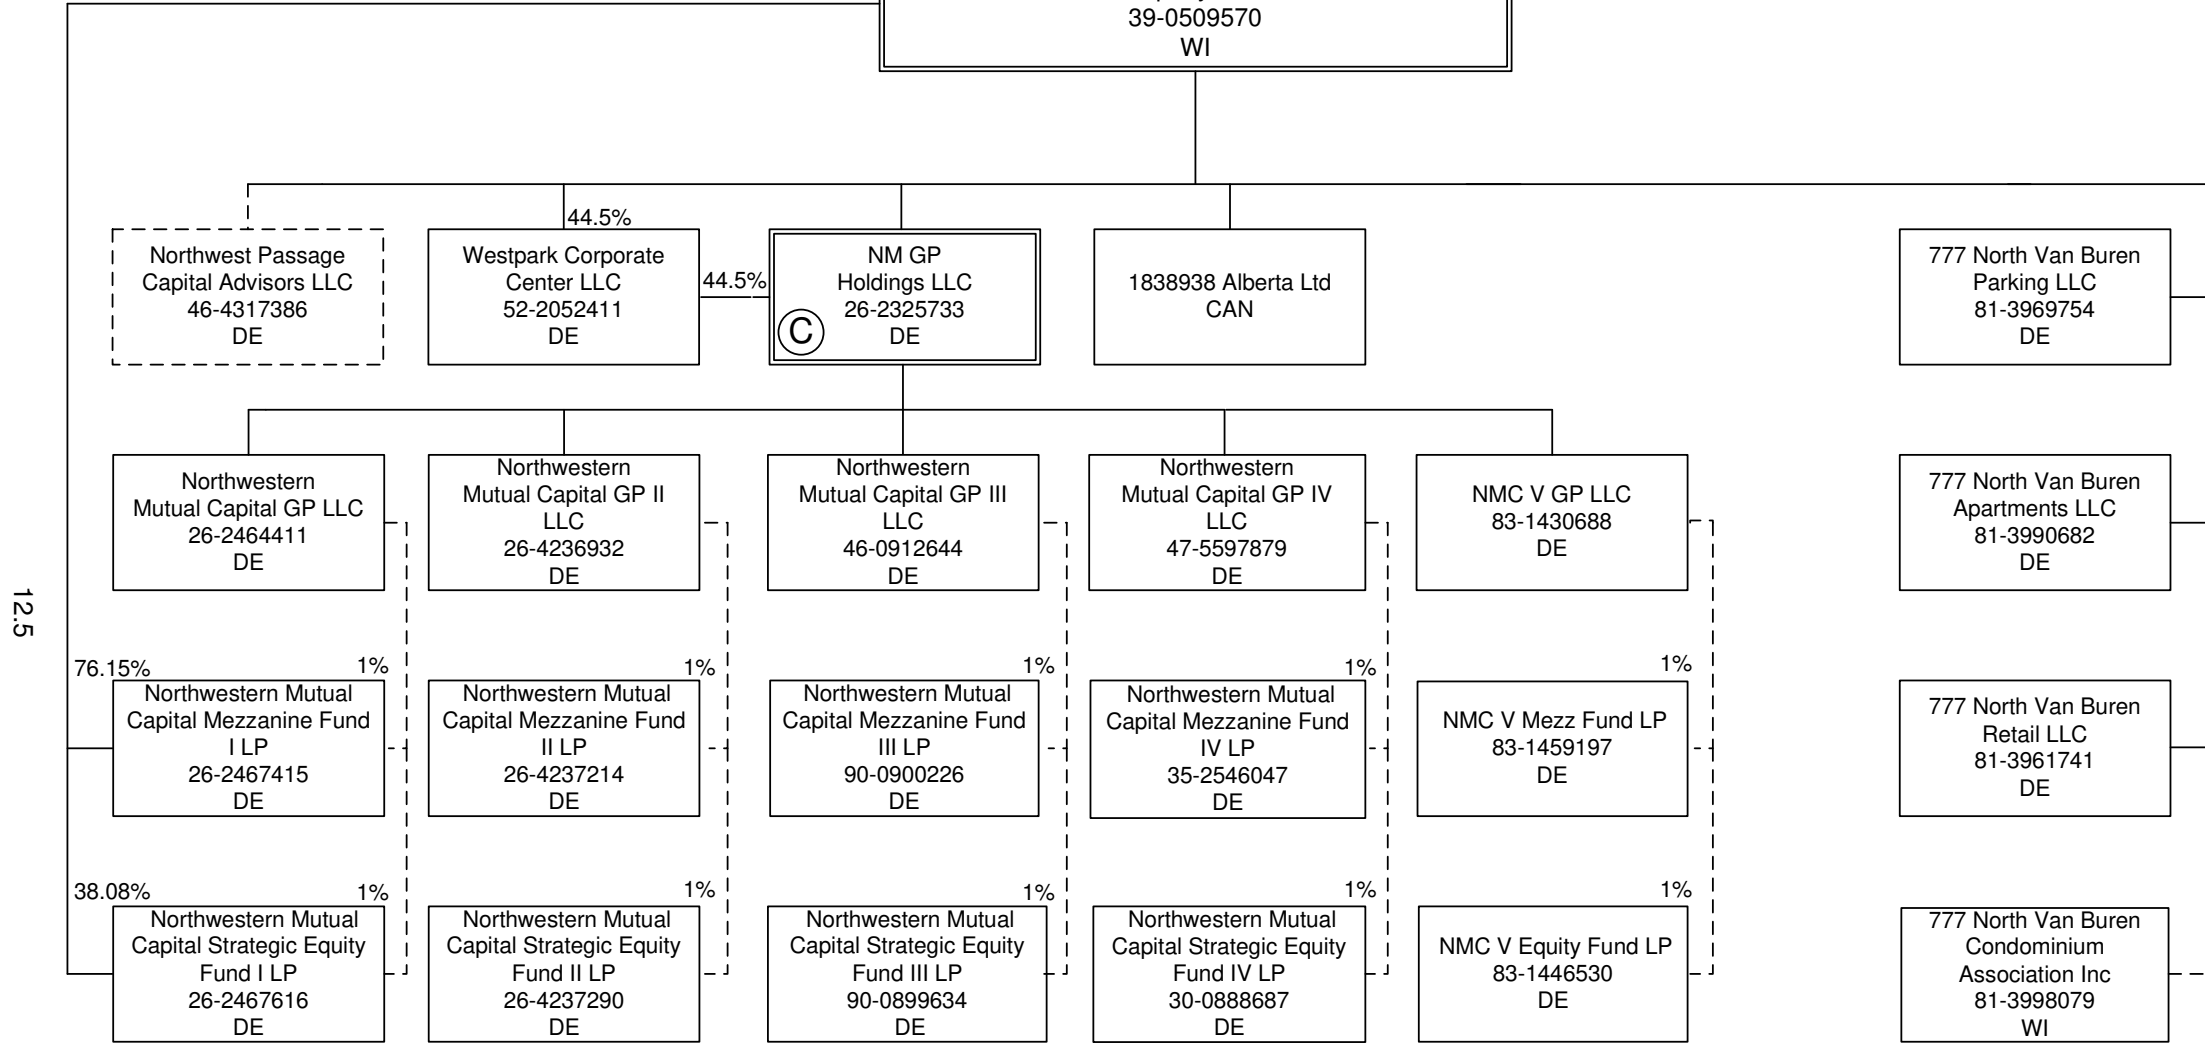 39-0509570
WI
44.5%
Northwest Passage
Capital Advisors LLC
46-4317386
DE
Westpark Corporate
Center LLC
52-2052411
DE
44.5%
NM GP
Holdings LLC
26-2325733
DE
C
1838938 Alberta Ltd
CAN
777 North Van Buren
Parking LLC
81-3969754
DE
Northwestern
Mutual Capital GP LLC
26-2464411
DE
Northwestern
Mutual Capital GP II
LLC
26-4236932
DE
Northwestern
Mutual Capital GP III
LLC
46-0912644
DE
Northwestern
Mutual Capital GP IV
LLC
47-5597879
DE
NMC V GP LLC
83-1430688
DE
777 North Van Buren
Apartments LLC
81-3990682
DE
12.5
76.15%
1%
Northwestern Mutual
Capital Mezzanine Fund
I LP
26-2467415
DE
1%
Northwestern Mutual
Capital Mezzanine Fund
II LP
26-4237214
DE
1%
Northwestern Mutual
Capital Mezzanine Fund
III LP
90-0900226
DE
1%
Northwestern Mutual
Capital Mezzanine Fund
IV LP
35-2546047
DE
1%
NMC V Mezz Fund LP
83-1459197
DE
777 North Van Buren
Retail LLC
81-3961741
DE
38.08%
1%
Northwestern Mutual
Capital Strategic Equity
Fund I LP
26-2467616
DE
1%
Northwestern Mutual
Capital Strategic Equity
Fund II LP
26-4237290
DE
1%
Northwestern Mutual
Capital Strategic Equity
Fund III LP
90-0899634
DE
1%
Northwestern Mutual
Capital Strategic Equity
Fund IV LP
30-0888687
DE
1%
NMC V Equity Fund LP
83-1446530
DE
777 North Van Buren
Condominium
Association Inc
81-3998079
WI